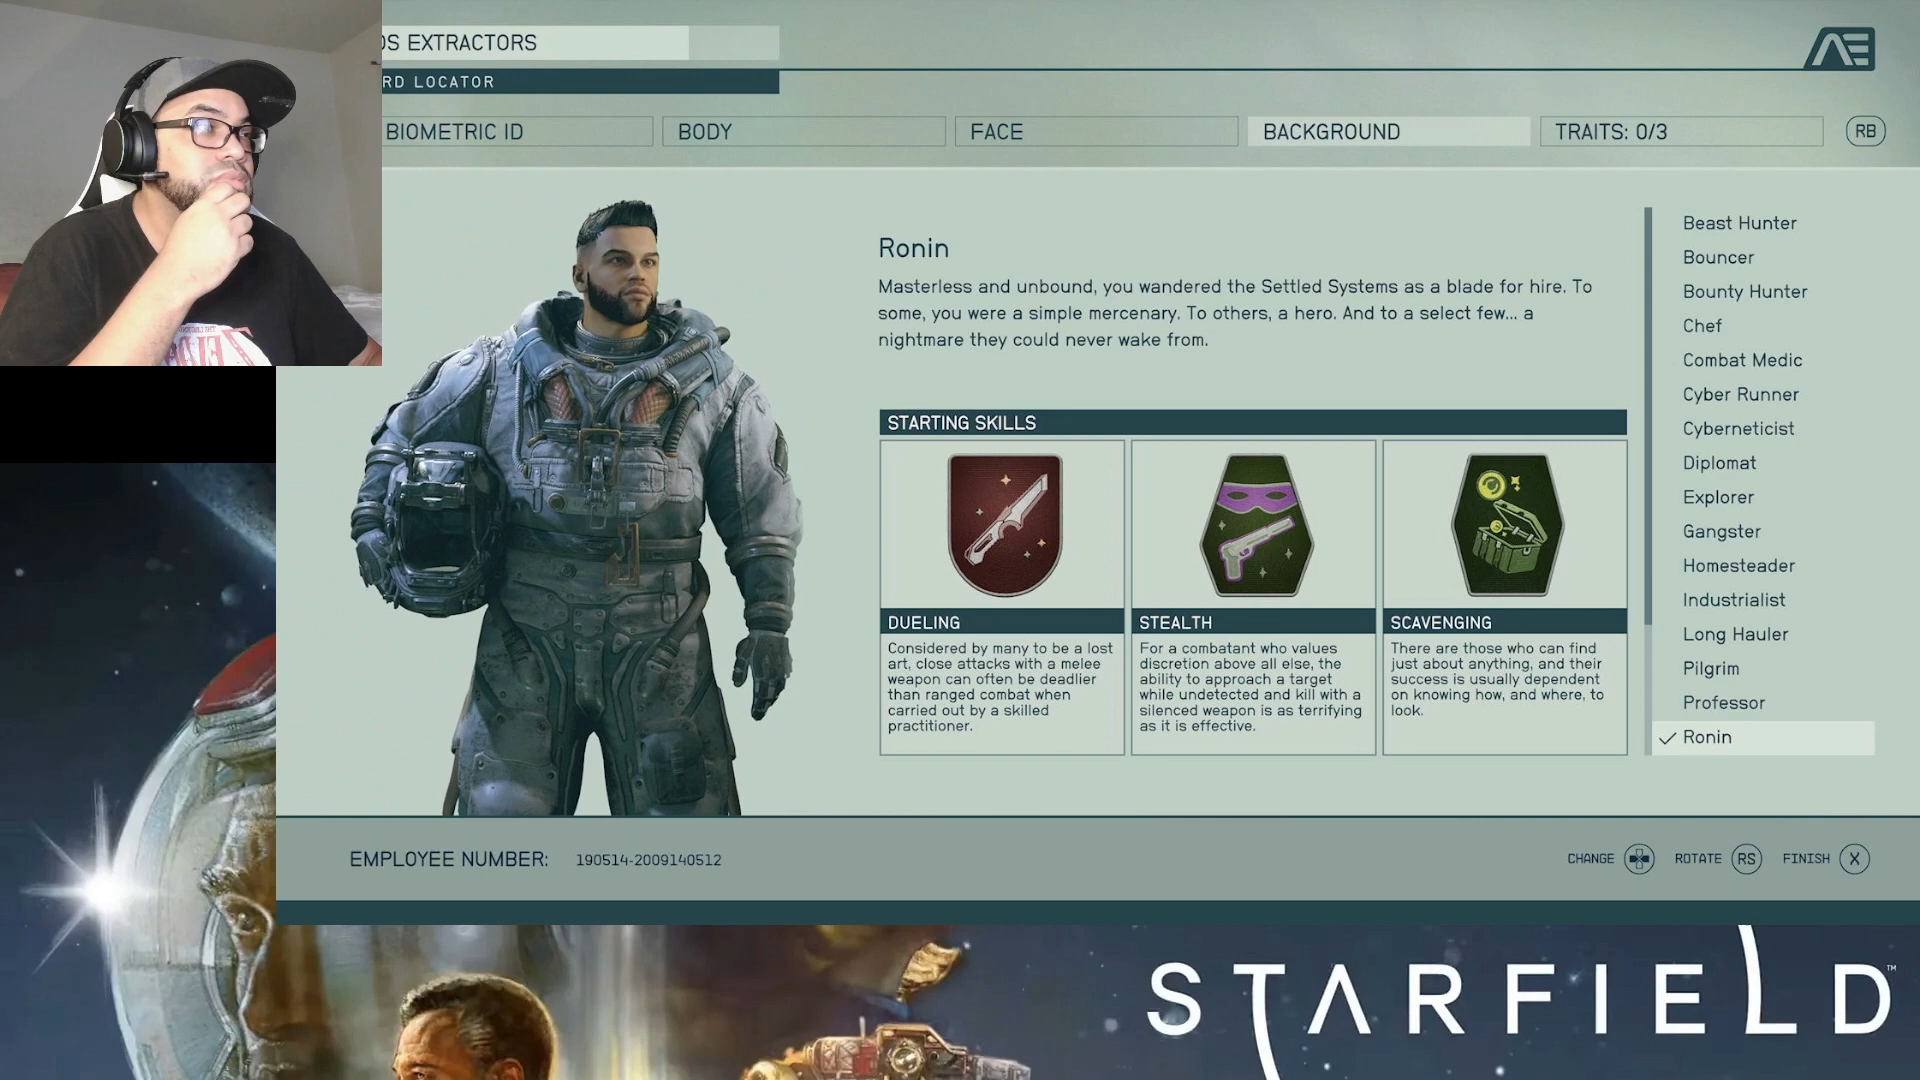 OS EXTRACTORS
RD LOCATOR
BIOMETRIC ID
BODY
FACE
BACKGROUND
TRAITS: 0/3
RB
AE
Ronin
Masterless and unbound, you wandered the Settled Systems as a blade for hire. To
some, you were a simple mercenary. To others, a hero. And to a select few... a
nightmare they could never wake from.
STARTING SKILLS
DUELING
Considered by many to be a lost
art, close attacks with a melee
weapon can often be deadlier
than ranged combat when
carried out by a skilled
practitioner.
STEALTH
For a combatant who values
discretion above all else, the
ability to approach a target
while undetected and kill with a
silenced weapon is as terrifying
as it is effective.
SCAVENGING
There are those who can find
just about anything, and their
success is usually dependent
on knowing how, and where, to
look.
Beast Hunter
Bouncer
Bounty Hunter
Chef
Combat Medic
Cyber Runner
Cyberneticist
Diplomat
Explorer
Gangster
Homesteader
Industrialist
Long Hauler
Pilgrim
Professor
Ronin
EMPLOYEE NUMBER: 190514-2009140512
CHANGE
ROTATE RS
FINISH X
STARFIELD™